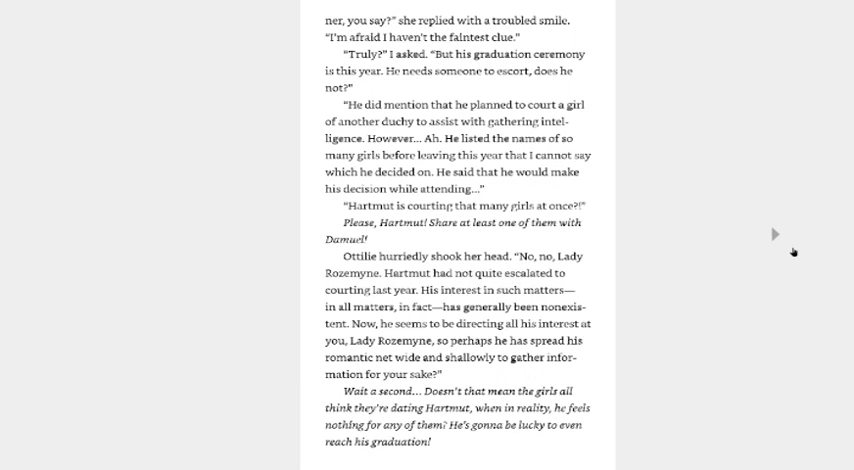 ner, you say?" she replied with a troubled smile.
"I'm afraid I haven't the faintest clue."
"Truly?" I asked. "But his graduation ceremony
is this year. He needs someone to escort, does he
not?"
"He did mention that he planned to court a girl
of another duchy to assist with gathering intel-
ligence. However... Ah. He listed the names of so
many girls before leaving this year that I cannot say
which he decided on. He said that he would make
his decision while attending..."
"Hartmut is courting that many girls at once?!"
Please, Hartmut! Share at least one of them with
Damuel!
Ottilie hurriedly shook her head. "No, no, Lady
Rozemyne. Hartmut had not quite escalated to
courting last year. His interest in such matters—
in all matters, in fact—has generally been nonexis-
tent. Now, he seems to be directing all his interest at
you, Lady Rozemyne, so perhaps he has spread his
romantic net wide and shallowly to gather infor-
mation for your sake?"
Wait a second... Doesn't that mean the girls all
think they're dating Hartmut, when in reality, he feels
nothing for any of them? He's gonna be lucky to even
reach his graduation!